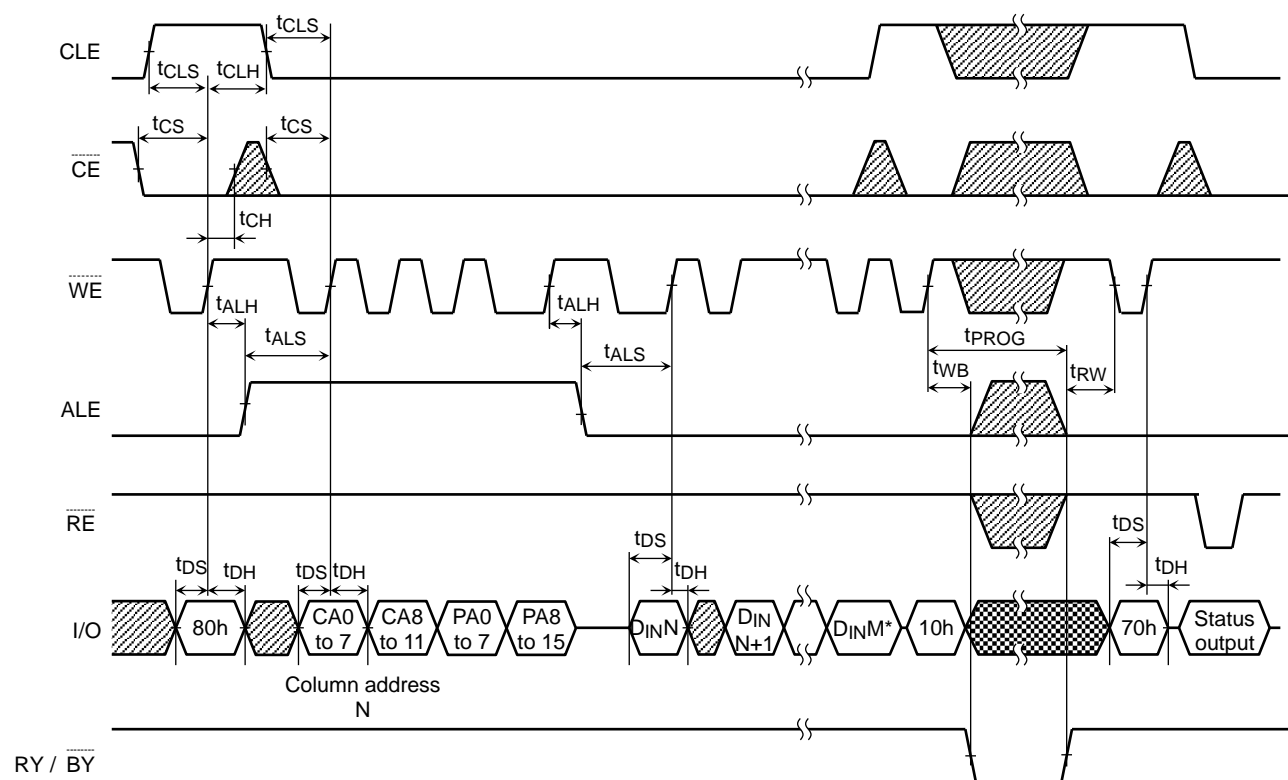 tCLS
CLE
tCLS tCLH
tCS tCS
CE
tCH
WE
tALH tALH
tPROG
tALS tALS
tWB tRW
ALE
RE
tDS tDS
tDS tDH tDS tDH tDH tDH
I/O
80h
CA0
to 7
CA8
to 11
PA0
to 7
PA8
to 15
DINN
DIN
N+1
DINM*
10h
70h
Status
output
Column address
N
RY / BY